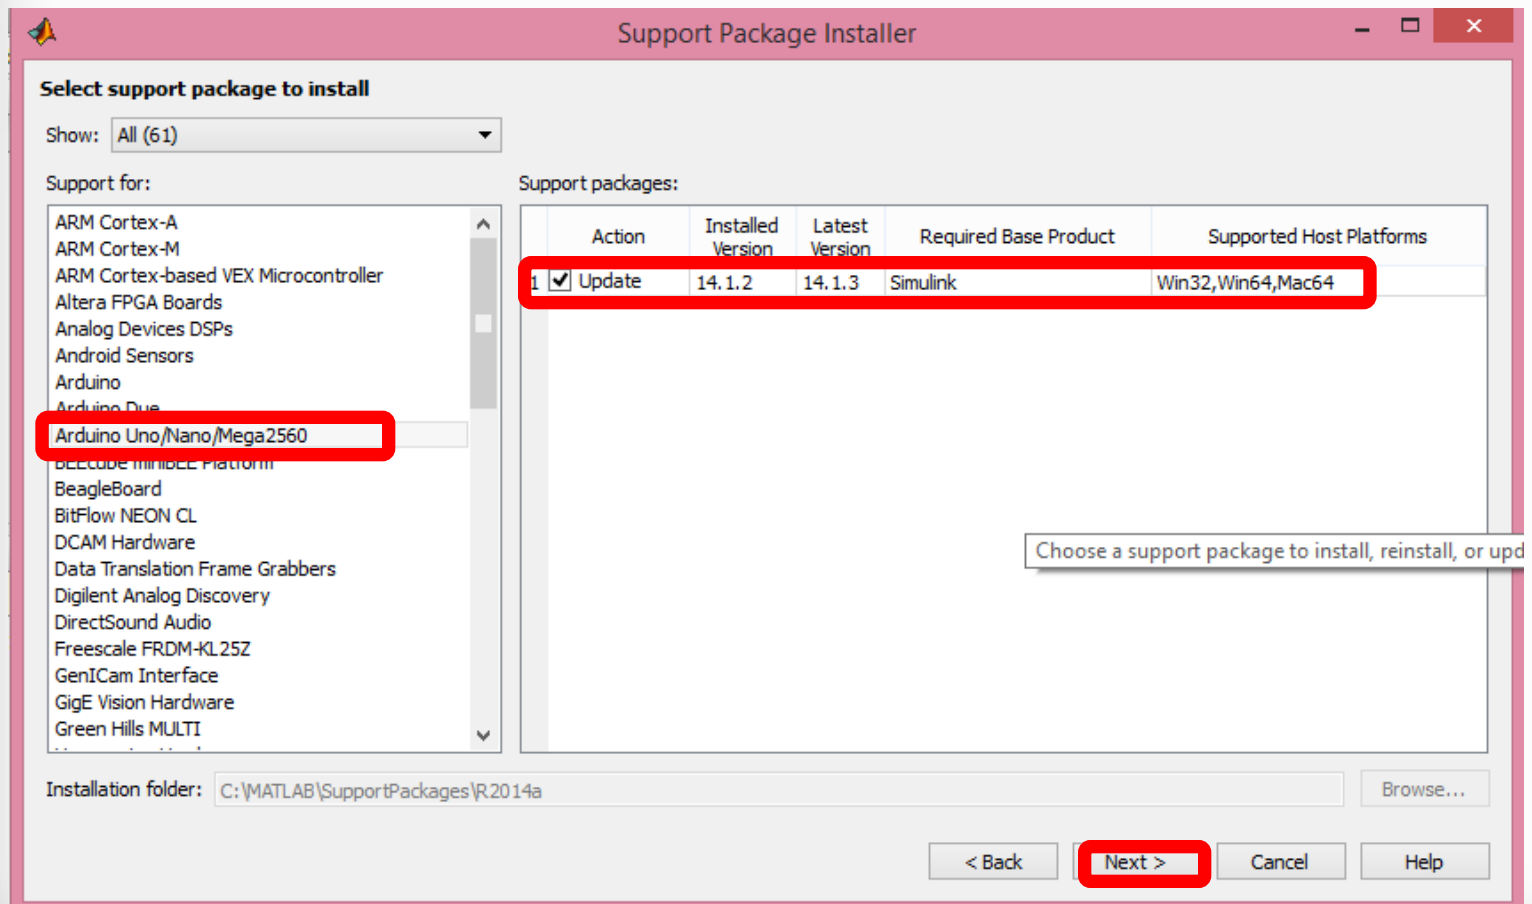 Support Package Installer
Select support package to install
Show: All (61)
Support for:
ARM Cortex-A
ARM Cortex-M
ARM Cortex-based VEX Microcontroller
Altera FPGA Boards
Analog Devices DSPs
Android Sensors
Arduino
Arduino Due
Arduino Uno/Nano/Mega2560
BEEcube miniBEE Platform
BeagleBoard
BitFlow NEON CL
DCAM Hardware
Data Translation Frame Grabbers
Digilent Analog Discovery
DirectSound Audio
Freescale FRDM-KL25Z
GenICam Interface
GigE Vision Hardware
Green Hills MULTI
Support packages:
Action Installed Version Latest Version Required Base Product Supported Host Platforms
1 Update 14.1.2 14.1.3 Simulink Win32,Win64,Mac64
Choose a support package to install, reinstall, or upd
Installation folder: C:\MATLAB\SupportPackages\R2014a Browse...
< Back Next > Cancel Help